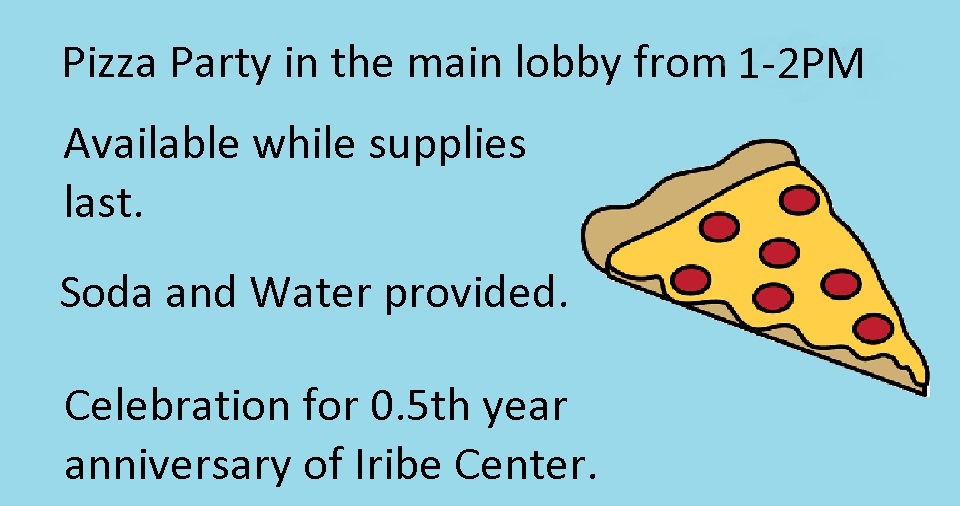 Pizza Party in the main lobby from 1-2PM
Available while supplies
last.
Soda and Water provided.
Celebration for 0.5th year
anniversary of Iribe Center.